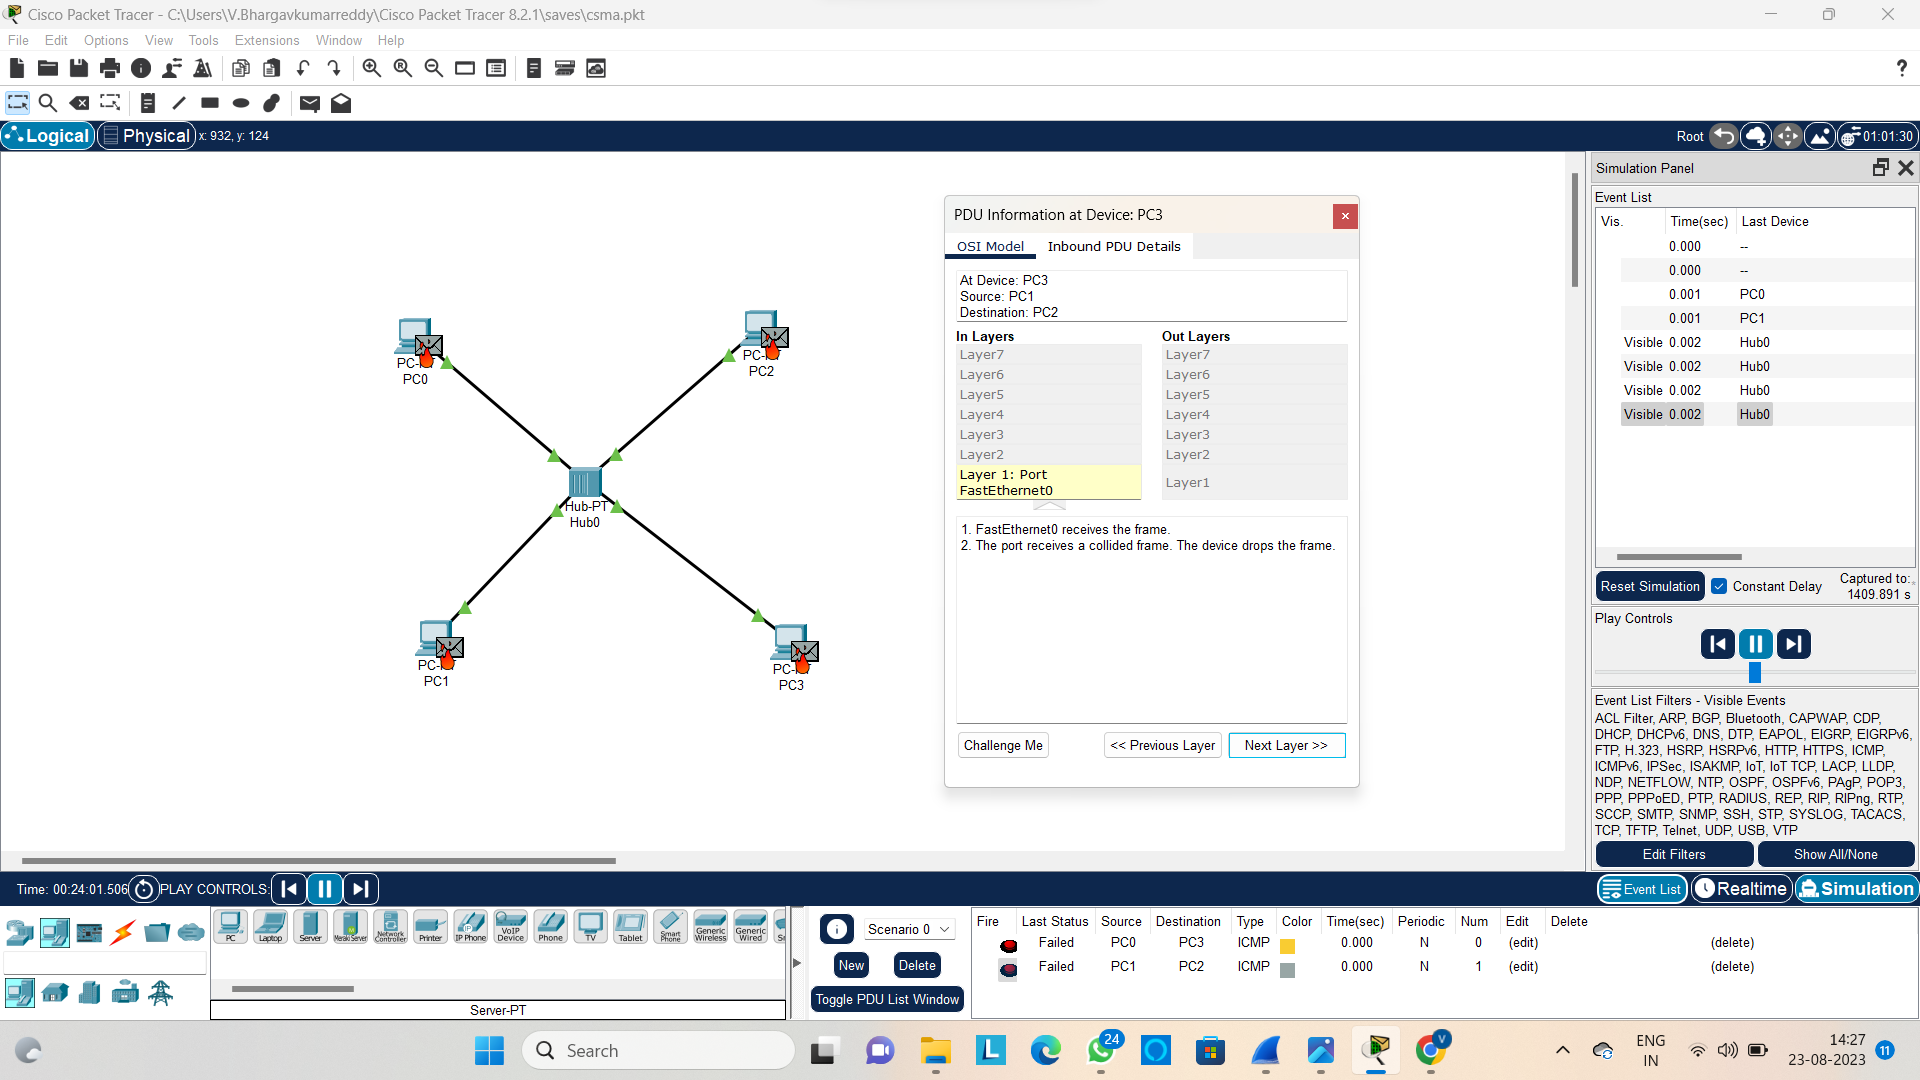 Cisco Packet Tracer - C:\Users\V.Bhargavkumarreddy\Cisco Packet Tracer 8.2.1\saves\csma.pkt
File Edit Options View Tools Extensions Window Help
?
Logical Physical x: 932, y: 124
Root 01:01:30
PC0
PC2
Hub-PT
Hub0
PC1
PC3
PDU Information at Device: PC3
OSI Model Inbound PDU Details
At Device: PC3
Source: PC1
Destination: PC2
In Layers Out Layers
Layer7 Layer7
Layer6 Layer6
Layer5 Layer5
Layer4 Layer4
Layer3 Layer3
Layer2 Layer2
Layer 1: Port
FastEthernet0
Layer1
1. FastEthernet0 receives the frame.
2. The port receives a collided frame. The device drops the frame.
Challenge Me << Previous Layer Next Layer >>
Simulation Panel
Event List
Vis. Time(sec) Last Device
0.000 --
0.000 --
0.001 PC0
0.001 PC1
Visible 0.002 Hub0
Visible 0.002 Hub0
Visible 0.002 Hub0
Visible 0.002 Hub0
Reset Simulation Constant Delay
Captured to:
1409.891 s
Play Controls
Event List Filters - Visible Events
ACL Filter, ARP, BGP, Bluetooth, CAPWAP, CDP,
DHCP, DHCPv6, DNS, DTP, EAPOL, EIGRP, EIGRPv6,
FTP, H.323, HSRP, HSRPv6, HTTP, HTTPS, ICMP,
ICMPv6, IPSec, ISAKMP, IoT, IoT TCP, LACP, LLDP,
NDP, NETFLOW, NTP, OSPF, OSPFv6, PAgP, POP3,
PPP, PPPoED, PTP, RADIUS, REP, RIP, RIPng, RTP,
SCCP, SMTP, SNMP, SSH, STP, SYSLOG, TACACS,
TCP, TFTP, Telnet, UDP, USB, VTP
Edit Filters Show All/None
Time: 00:24:01.506 PLAY CONTROLS:
Event List Realtime Simulation
PC Laptop Server Meraki Server Network Controller Printer IP Phone VoIP Device Phone TV Tablet Smart Phone Generic Wireless Generic Wired
Server-PT
Scenario 0
New Delete
Toggle PDU List Window
Fire Last Status Source Destination Type Color Time(sec) Periodic Num Edit Delete
Failed PC0 PC3 ICMP 0.000 N 0 (edit) (delete)
Failed PC1 PC2 ICMP 0.000 N 1 (edit) (delete)
Search
24
L
V
ENG
IN
14:27
23-08-2023
11